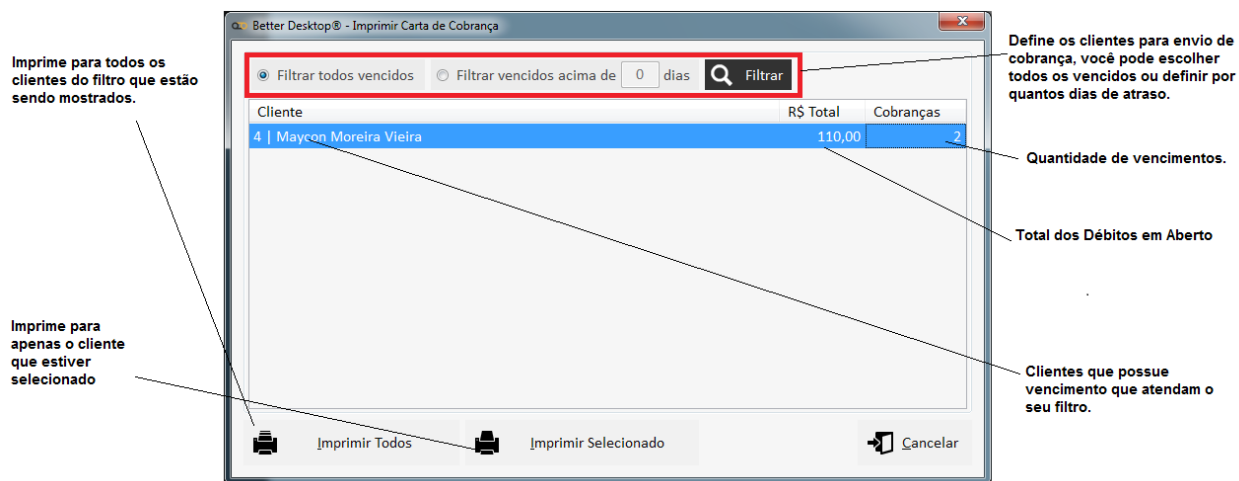 Better Desktop® - Imprimir Carta de Cobrança
Imprime para todos os
clientes do filtro que estão
sendo mostrados.
Define os clientes para envio de
cobrança, você pode escolher
todos os vencidos ou definir por
quantos dias de atraso.
Filtrar todos vencidos Filtrar vencidos acima de 0 dias Filtrar
Cliente R$ Total Cobranças
4 | Maycon Moreira Vieira 110,00 2
Quantidade de vencimentos.
Total dos Débitos em Aberto
.
Imprime para
apenas o cliente
que estiver
selecionado
Clientes que possue
vencimento que atendam o
seu filtro.
Imprimir Todos Imprimir Selecionado Cancelar